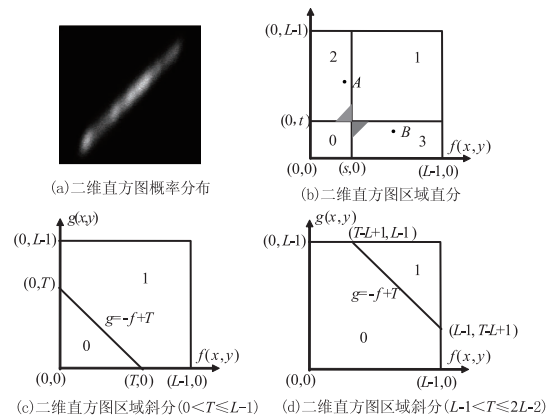 (0,L-1)
2
1
A
(0,t)
B
0
3
f(x,y)
(0,0)
(s,0)
(L-1,0)
(a)二维直方图概率分布
(b)二维直方图区域直分
g(x,y)
(0,L-1)
1
(0,T)
g=-f+T
0
f(x,y)
(0,0)
(T,0)
(L-1,0)
(c)二维直方图区域斜分(0<T≤L-1)
g(x,y)
(T-L+1,L-1)
(0,L-1)
1
g=-f+T
(L-1,T-L+1)
0
f(x,y)
(0,0)
(L-1,0)
(d)二维直方图区域斜分(L-1<T≤2L-2)